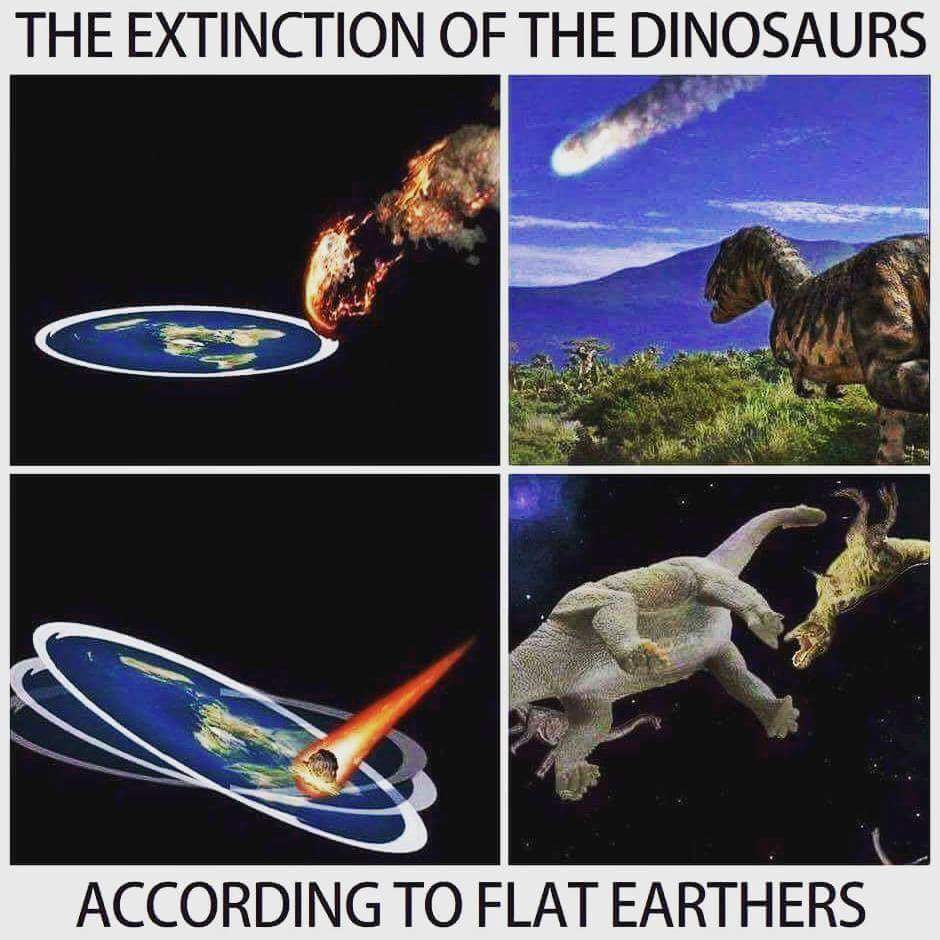 THE EXTINCTION OF THE DINOSAURS
ACCORDING TO FLAT EARTHERS